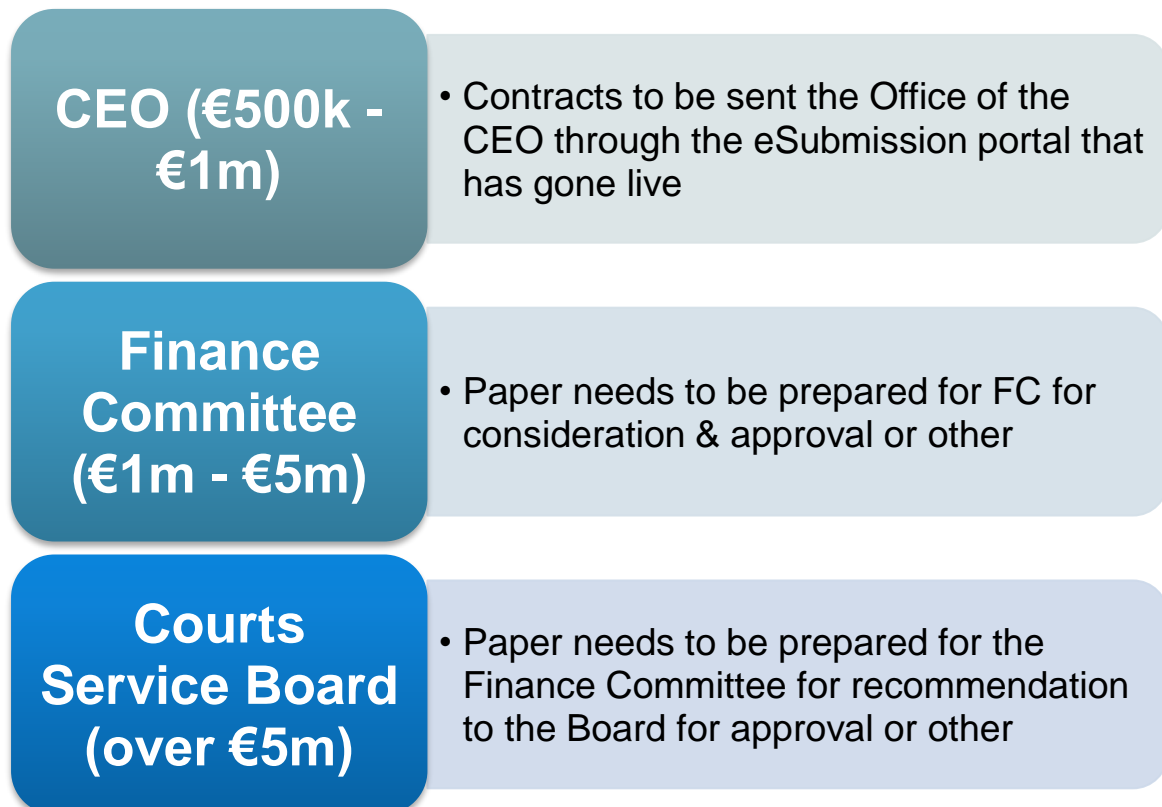 CEO (€500k -
€1m)
• Contracts to be sent the Office of the
CEO through the eSubmission portal that
has gone live
Finance
Committee
(€1m - €5m)
• Paper needs to be prepared for FC for
consideration & approval or other
Courts
Service Board
(over €5m)
• Paper needs to be prepared for the
Finance Committee for recommendation
to the Board for approval or other